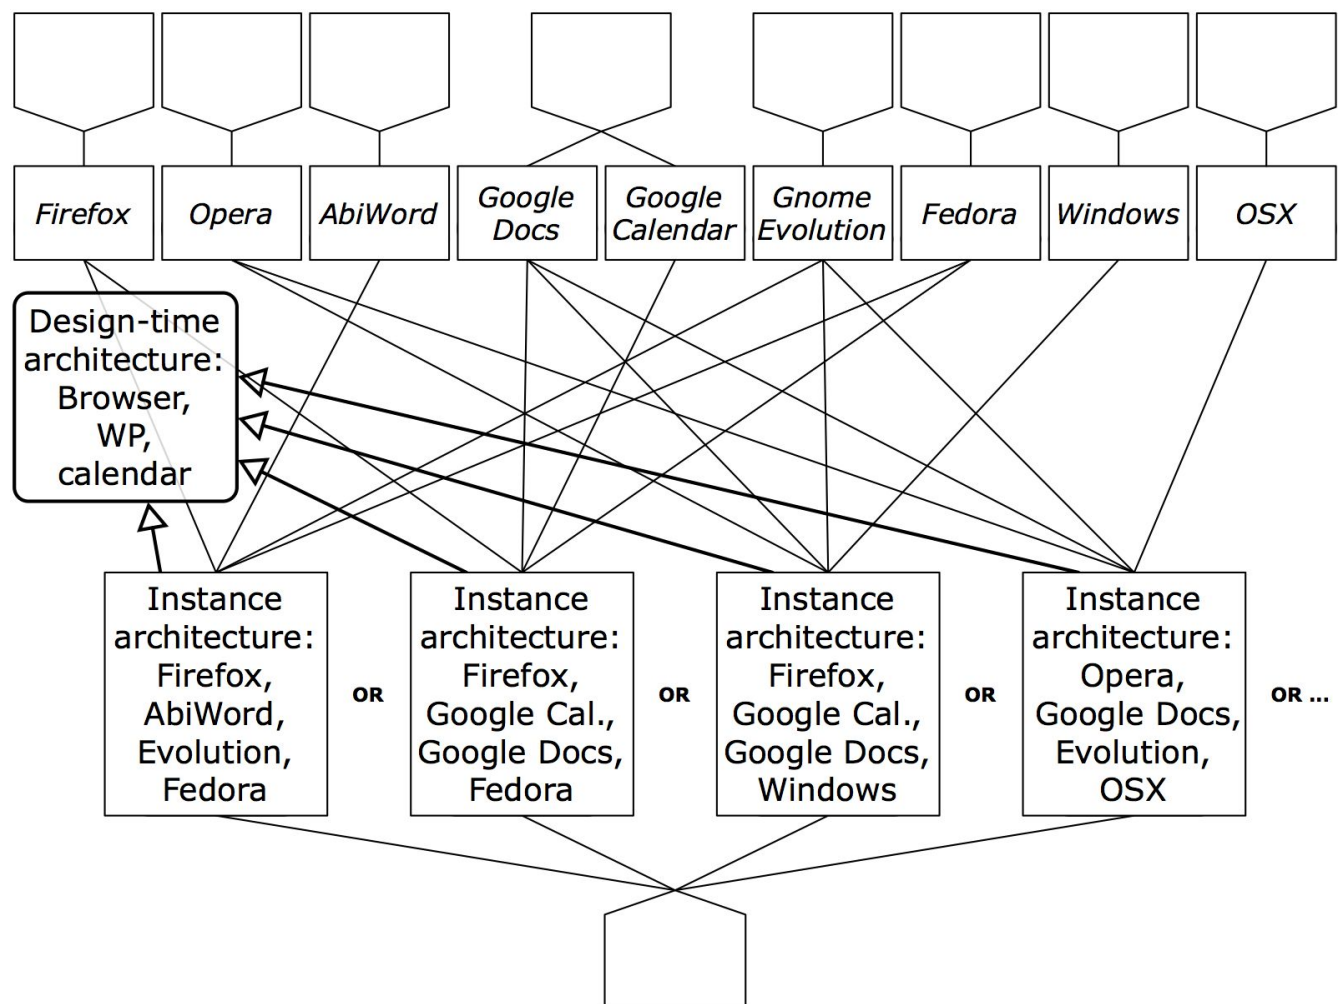 Firefox
Opera
AbiWord
Google
Docs
Google
Calendar
Gnome
Evolution
Fedora
Windows
OSX
Design-time
architecture:
Browser,
WP,
calendar
Instance
architecture:
Firefox,
AbiWord,
Evolution,
Fedora
OR
Instance
architecture:
Firefox,
Google Cal.,
Google Docs,
Fedora
OR
Instance
architecture:
Firefox,
Google Cal.,
Google Docs,
Windows
OR
Instance
architecture:
Opera,
Google Docs,
Evolution,
OSX
OR ...